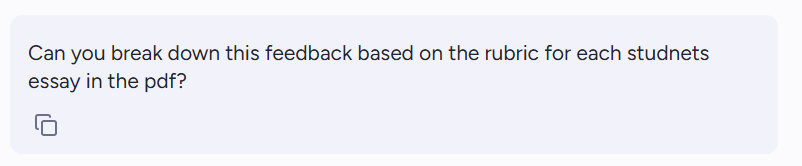 Can you break down this feedback based on the rubric for each studnets
essay in the pdf?